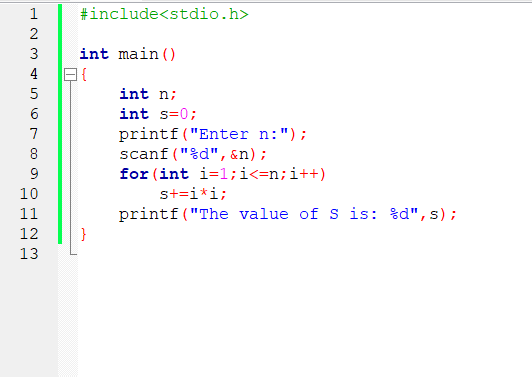 1 #include<stdio.h>
2
3 int main()
4 {
5     int n;
6     int s=0;
7     printf("Enter n:");
8     scanf("%d",&n);
9     for(int i=1;i<=n;i++)
10         s+=i*i;
11     printf("The value of S is: %d",s);
12 }
13